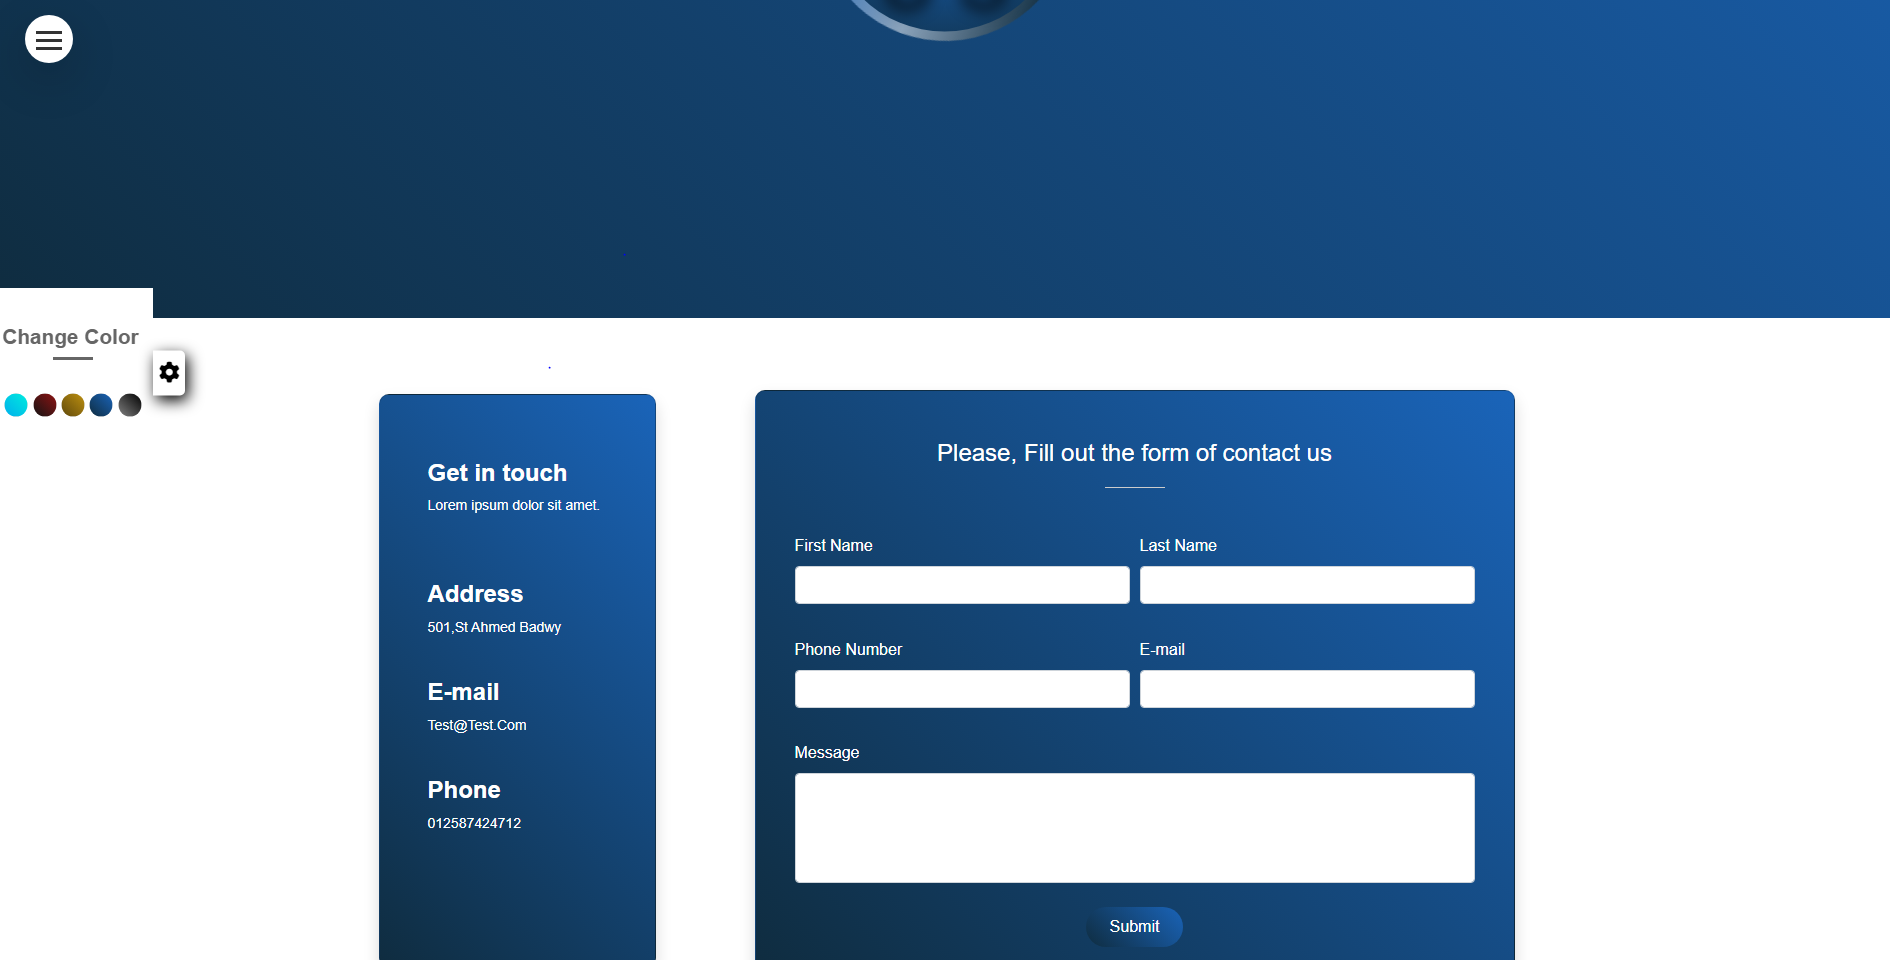 Change Color
Get in touch
Lorem ipsum dolor sit amet.
Address
501,St Ahmed Badwy
E-mail
Test@Test.Com
Phone
012587424712
Please, Fill out the form of contact us
First Name
Last Name
Phone Number
E-mail
Message
Submit